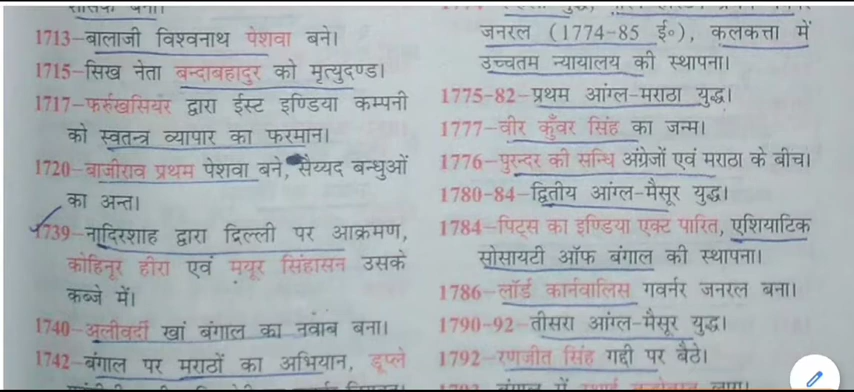 1713–बालाजी विश्वनाथ पेशवा बने।
1715–सिख नेता बन्दाबहादुर को मृत्युदण्ड।
1717–फर्रुखसियर द्वारा ईस्ट इण्डिया कम्पनी
को स्वतन्त्र व्यापार का फरमान।
1720–बाजीराव प्रथम पेशवा बने, सैय्यद बन्धुओं
का अन्त।
1739–नादिरशाह द्वारा दिल्ली पर आक्रमण,
कोहिनूर हीरा एवं मयूर सिंहासन उसके
कब्जे में।
1740–अलीवर्दी खां बंगाल का नवाब बना।
1742–बंगाल पर मराठों का अभियान, डूप्ले
जनरल (1774-85 ई०), कलकत्ता में
उच्चतम न्यायालय की स्थापना।
1775-82–प्रथम आंग्ल-मराठा युद्ध।
1777–वीर कुँवर सिंह का जन्म।
1776–पुरन्दर की सन्धि अंग्रेजों एवं मराठा के बीच।
1780-84–द्वितीय आंग्ल-मैसूर युद्ध।
1784–पिट्स का इण्डिया एक्ट पारित, एशियाटिक
सोसायटी ऑफ बंगाल की स्थापना।
1786–लॉर्ड कार्नवालिस गवर्नर जनरल बना।
1790-92–तीसरा आंग्ल-मैसूर युद्ध।
1792–रणजीत सिंह गद्दी पर बैठे।